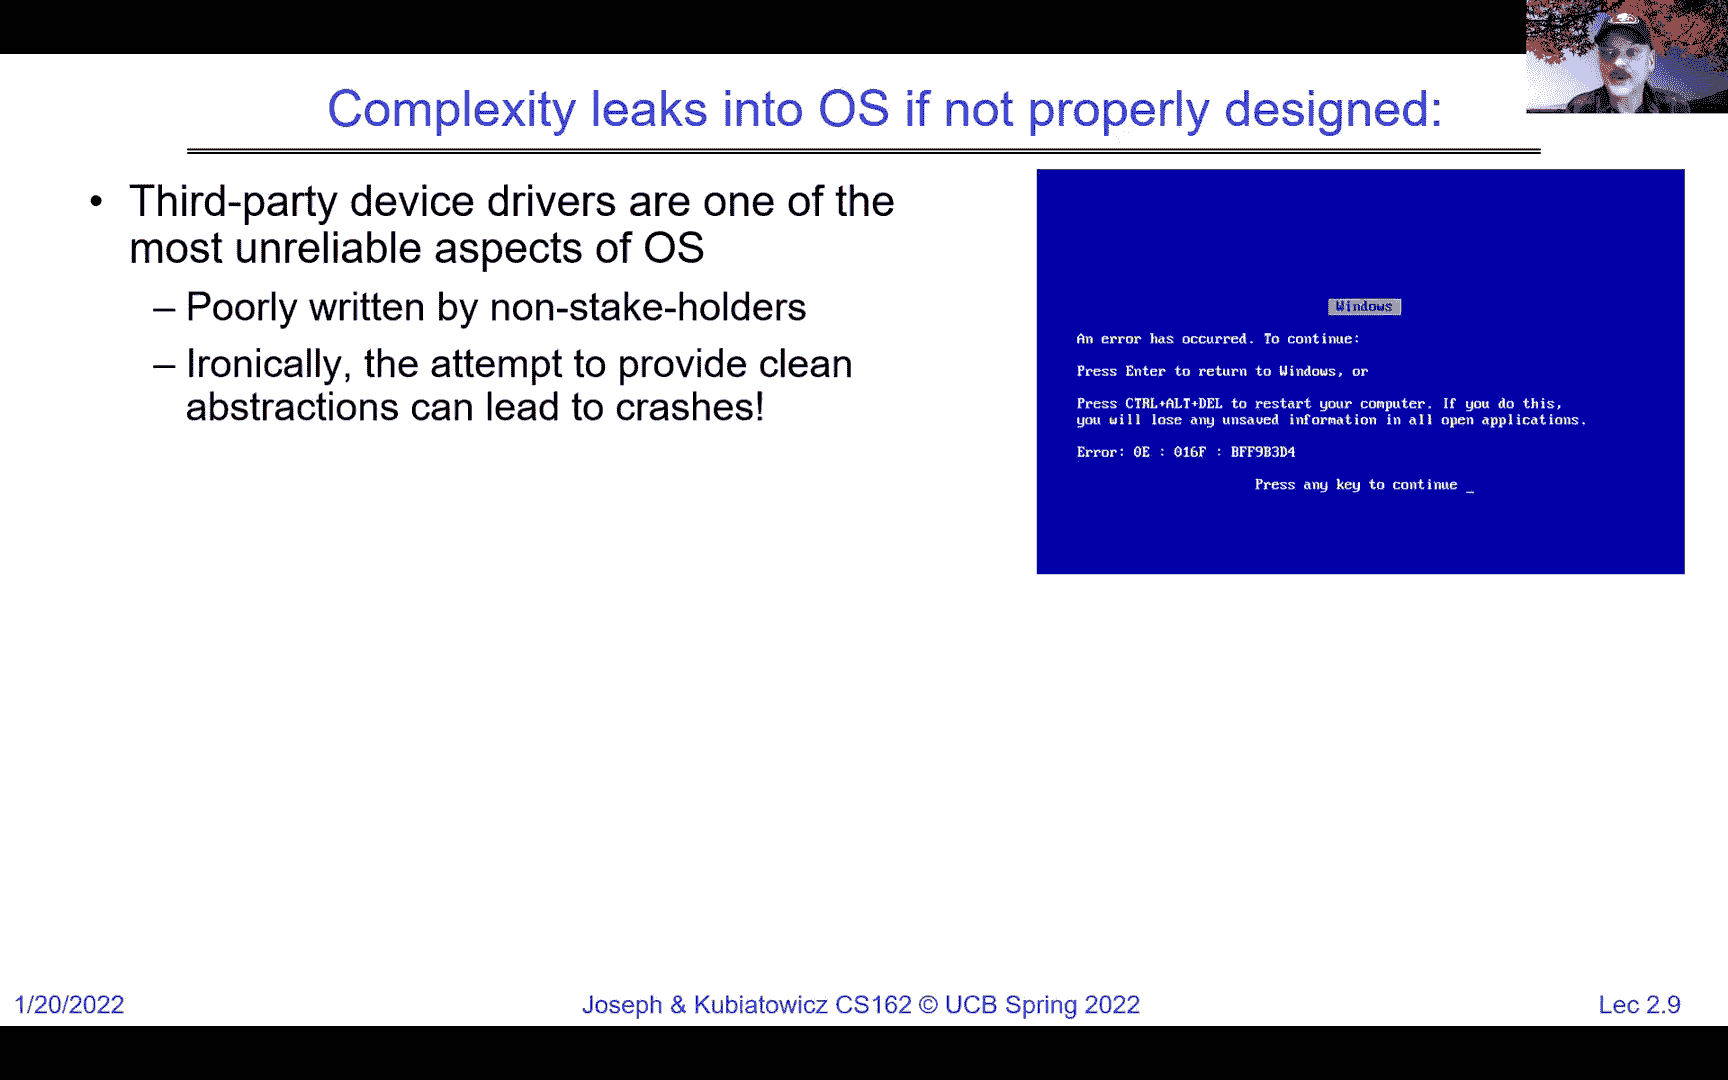 Complexity leaks into OS if not properly designed:
• Third-party device drivers are one of the
most unreliable aspects of OS
– Poorly written by non-stake-holders
– Ironically, the attempt to provide clean
abstractions can lead to crashes!
Windows
An error has occurred. To continue:
Press Enter to return to Windows, or
Press CTRL+ALT+DEL to restart your computer. If you do this,
you will lose any unsaved information in all open applications.
Error: 0E : 016F : BFF9B3D4
Press any key to continue _
1/20/2022
Joseph & Kubiatowicz CS162 © UCB Spring 2022
Lec 2.9